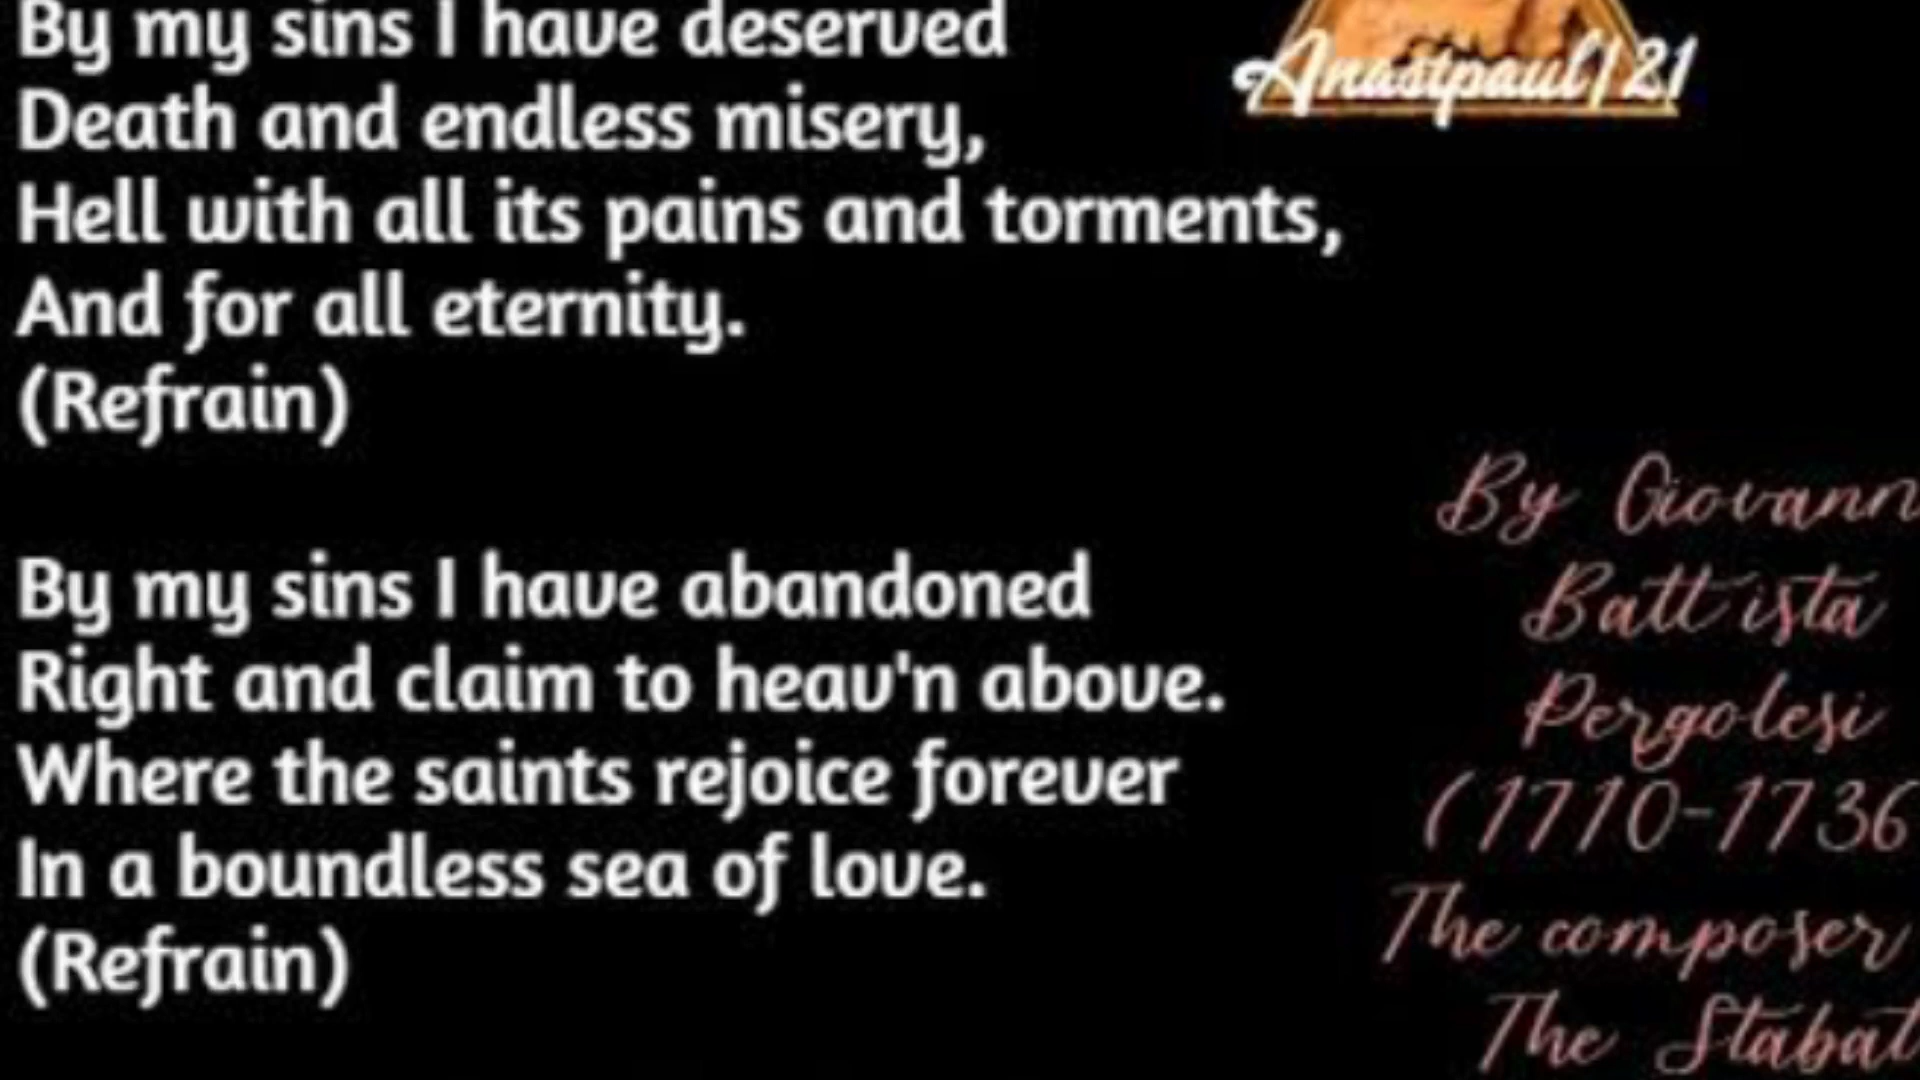 By my sins I have deserved
Death and endless misery,
Hell with all its pains and torments,
And for all eternity.
(Refrain)
By my sins I have abandoned
Right and claim to heav'n above.
Where the saints rejoice forever
In a boundless sea of love.
(Refrain)
Anastpaul|21
By Giovann
Battista
Pergolesi
(1710-1736
The composer
The Stabat